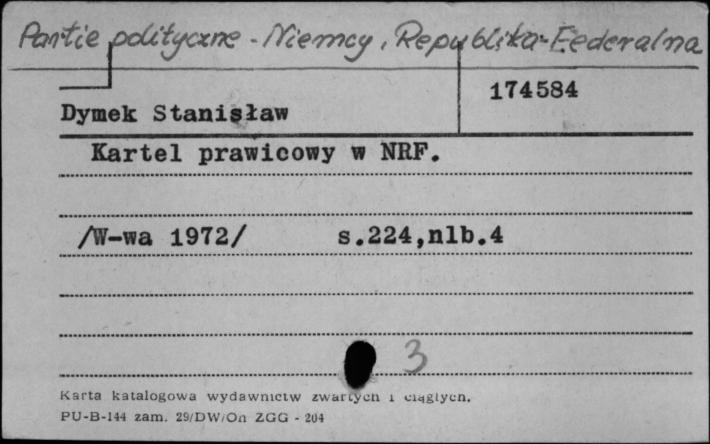 Partie polityczne - Niemcy, Republika Federalna
174584
Dymek Stanisław
Kartel prawicowy w NRF.
/W-wa 1972/ s.224,nlb.4
3
Karta katalogowa wydawnictw zwartych i ciągłych.
PU-B-144 zam. 29/DW/On ZGG - 204